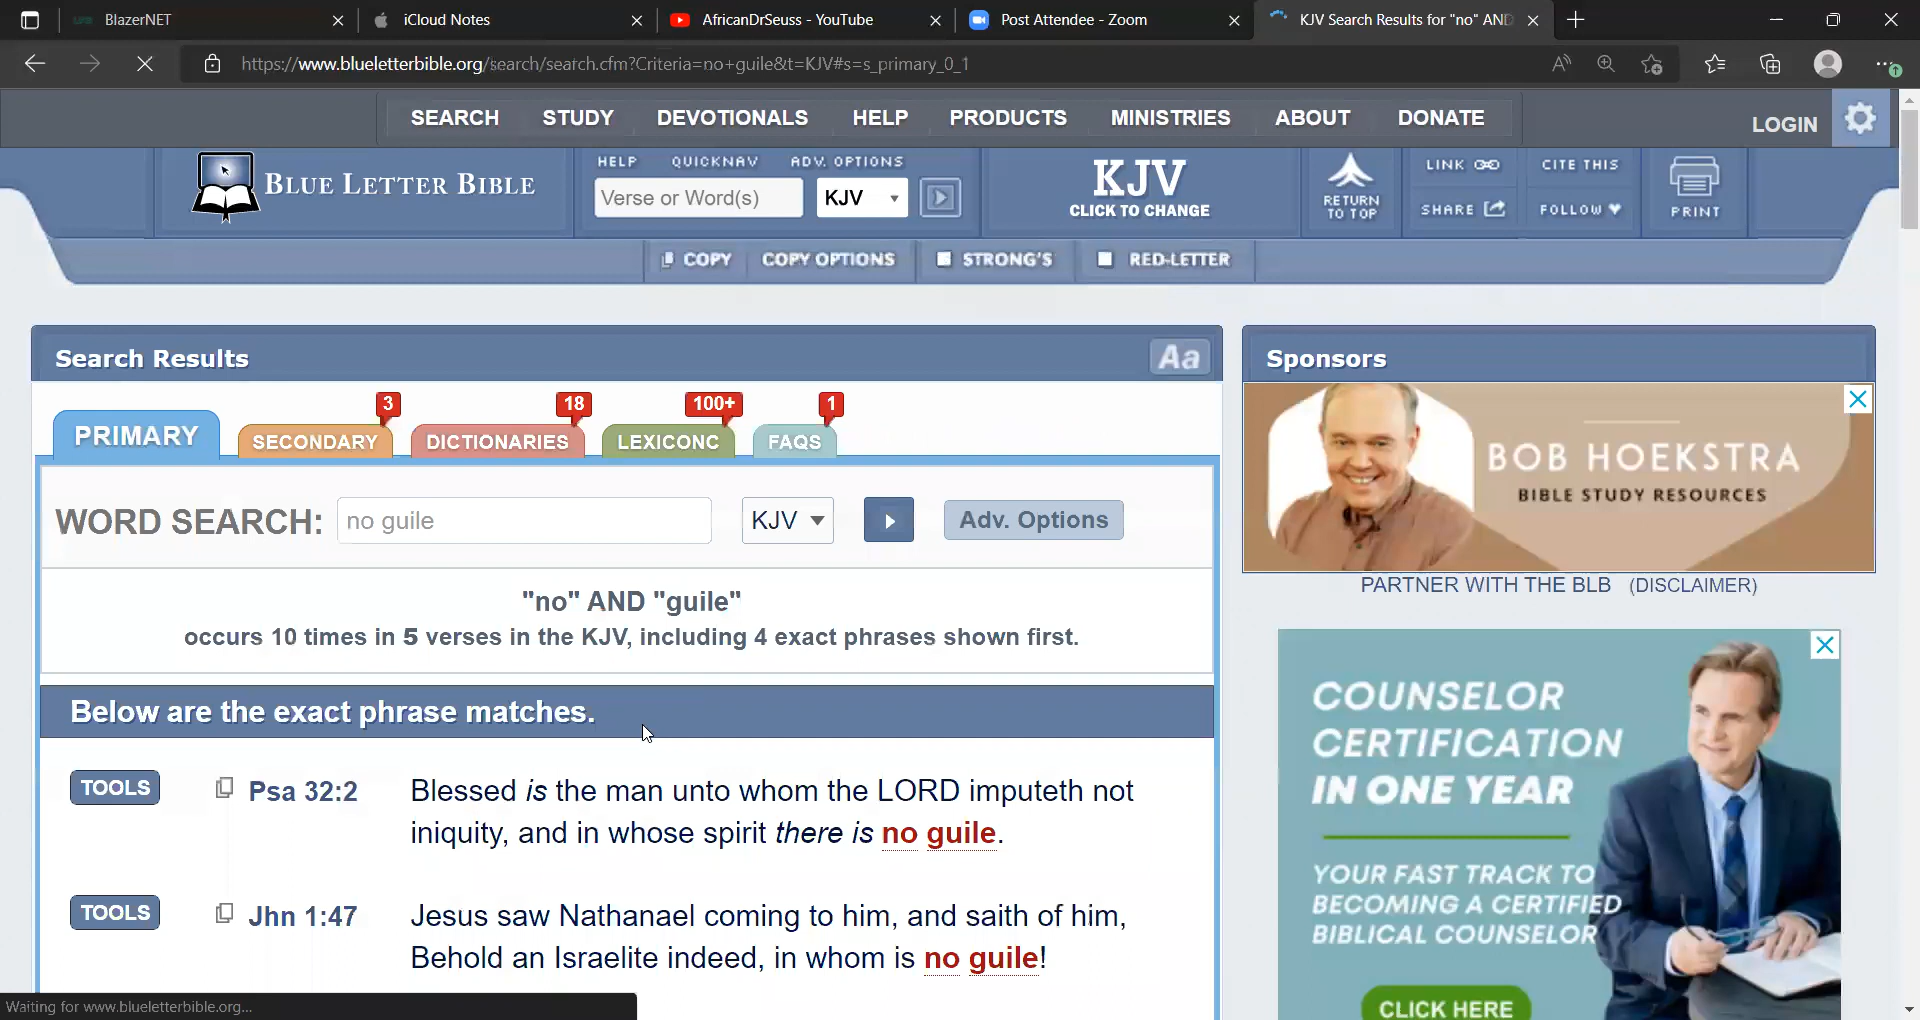 BlazerNET
iCloud Notes
AfricanDrSeuss - YouTube
Post Attendee - Zoom
KJV Search Results for "no" AND
https://www.blueletterbible.org/search/search.cfm?Criteria=no+guile&t=KJV#s=s_primary_0_1
SEARCH STUDY DEVOTIONALS HELP PRODUCTS MINISTRIES ABOUT DONATE
LOGIN
BLUE LETTER BIBLE
HELP QUICKNAV ADV. OPTIONS
Verse or Word(s)
KJV
KJV
CLICK TO CHANGE
RETURN
TO TOP
LINK
CITE THIS
SHARE
FOLLOW
PRINT
COPY COPY OPTIONS STRONG'S RED-LETTER
Search Results
Aa
Sponsors
3
18
100+
1
PRIMARY SECONDARY DICTIONARIES LEXICONC FAQS
BOB HOEKSTRA
BIBLE STUDY RESOURCES
WORD SEARCH: no guile KJV Adv. Options
PARTNER WITH THE BLB (DISCLAIMER)
"no" AND "guile"
occurs 10 times in 5 verses in the KJV, including 4 exact phrases shown first.
Below are the exact phrase matches.
TOOLS Psa 32:2 Blessed is the man unto whom the LORD imputeth not
iniquity, and in whose spirit there is no guile.
TOOLS Jhn 1:47 Jesus saw Nathanael coming to him, and saith of him,
Behold an Israelite indeed, in whom is no guile!
COUNSELOR
CERTIFICATION
IN ONE YEAR
YOUR FAST TRACK TO
BECOMING A CERTIFIED
BIBLICAL COUNSELOR
CLICK HERE
Waiting for www.blueletterbible.org...